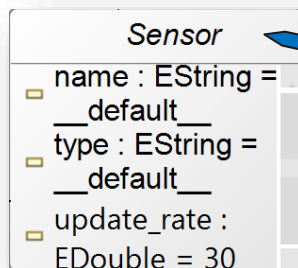 Sensor
name : EString =
__default__
type : EString =
__default__
update_rate :
EDouble = 30